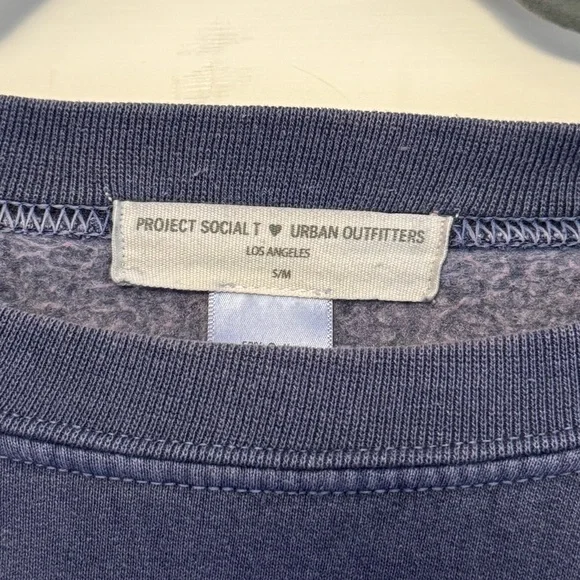 PROJECT SOCIAL T ♥ URBAN OUTFITTERS
LOS ANGELES
S/M